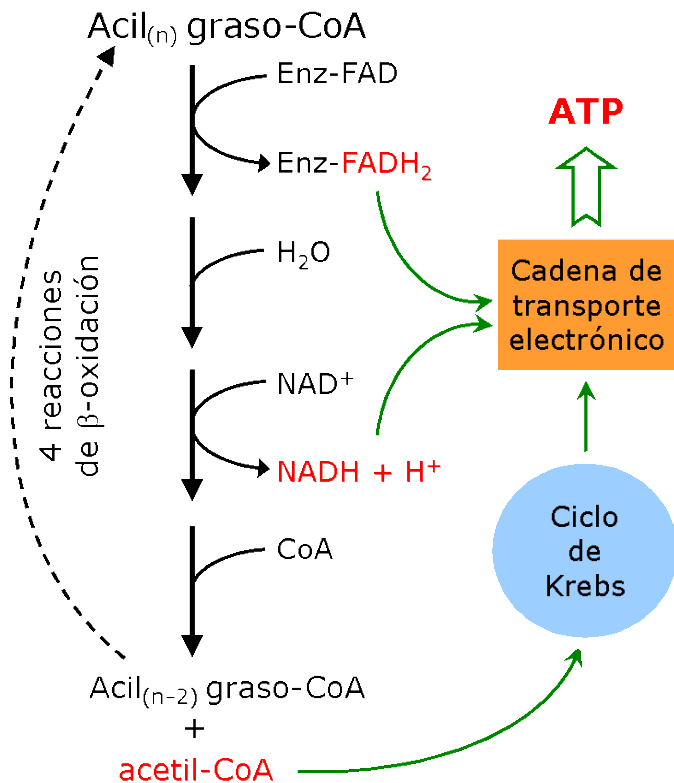 Acil(n) graso-CoA
Enz-FAD
Enz-FADH₂
H₂O
NAD⁺
NADH + H⁺
CoA
4 reacciones
de β-oxidación
Acil(n-2) graso-CoA
+
acetil-CoA
ATP
Cadena de
transporte
electrónico
Ciclo
de
Krebs